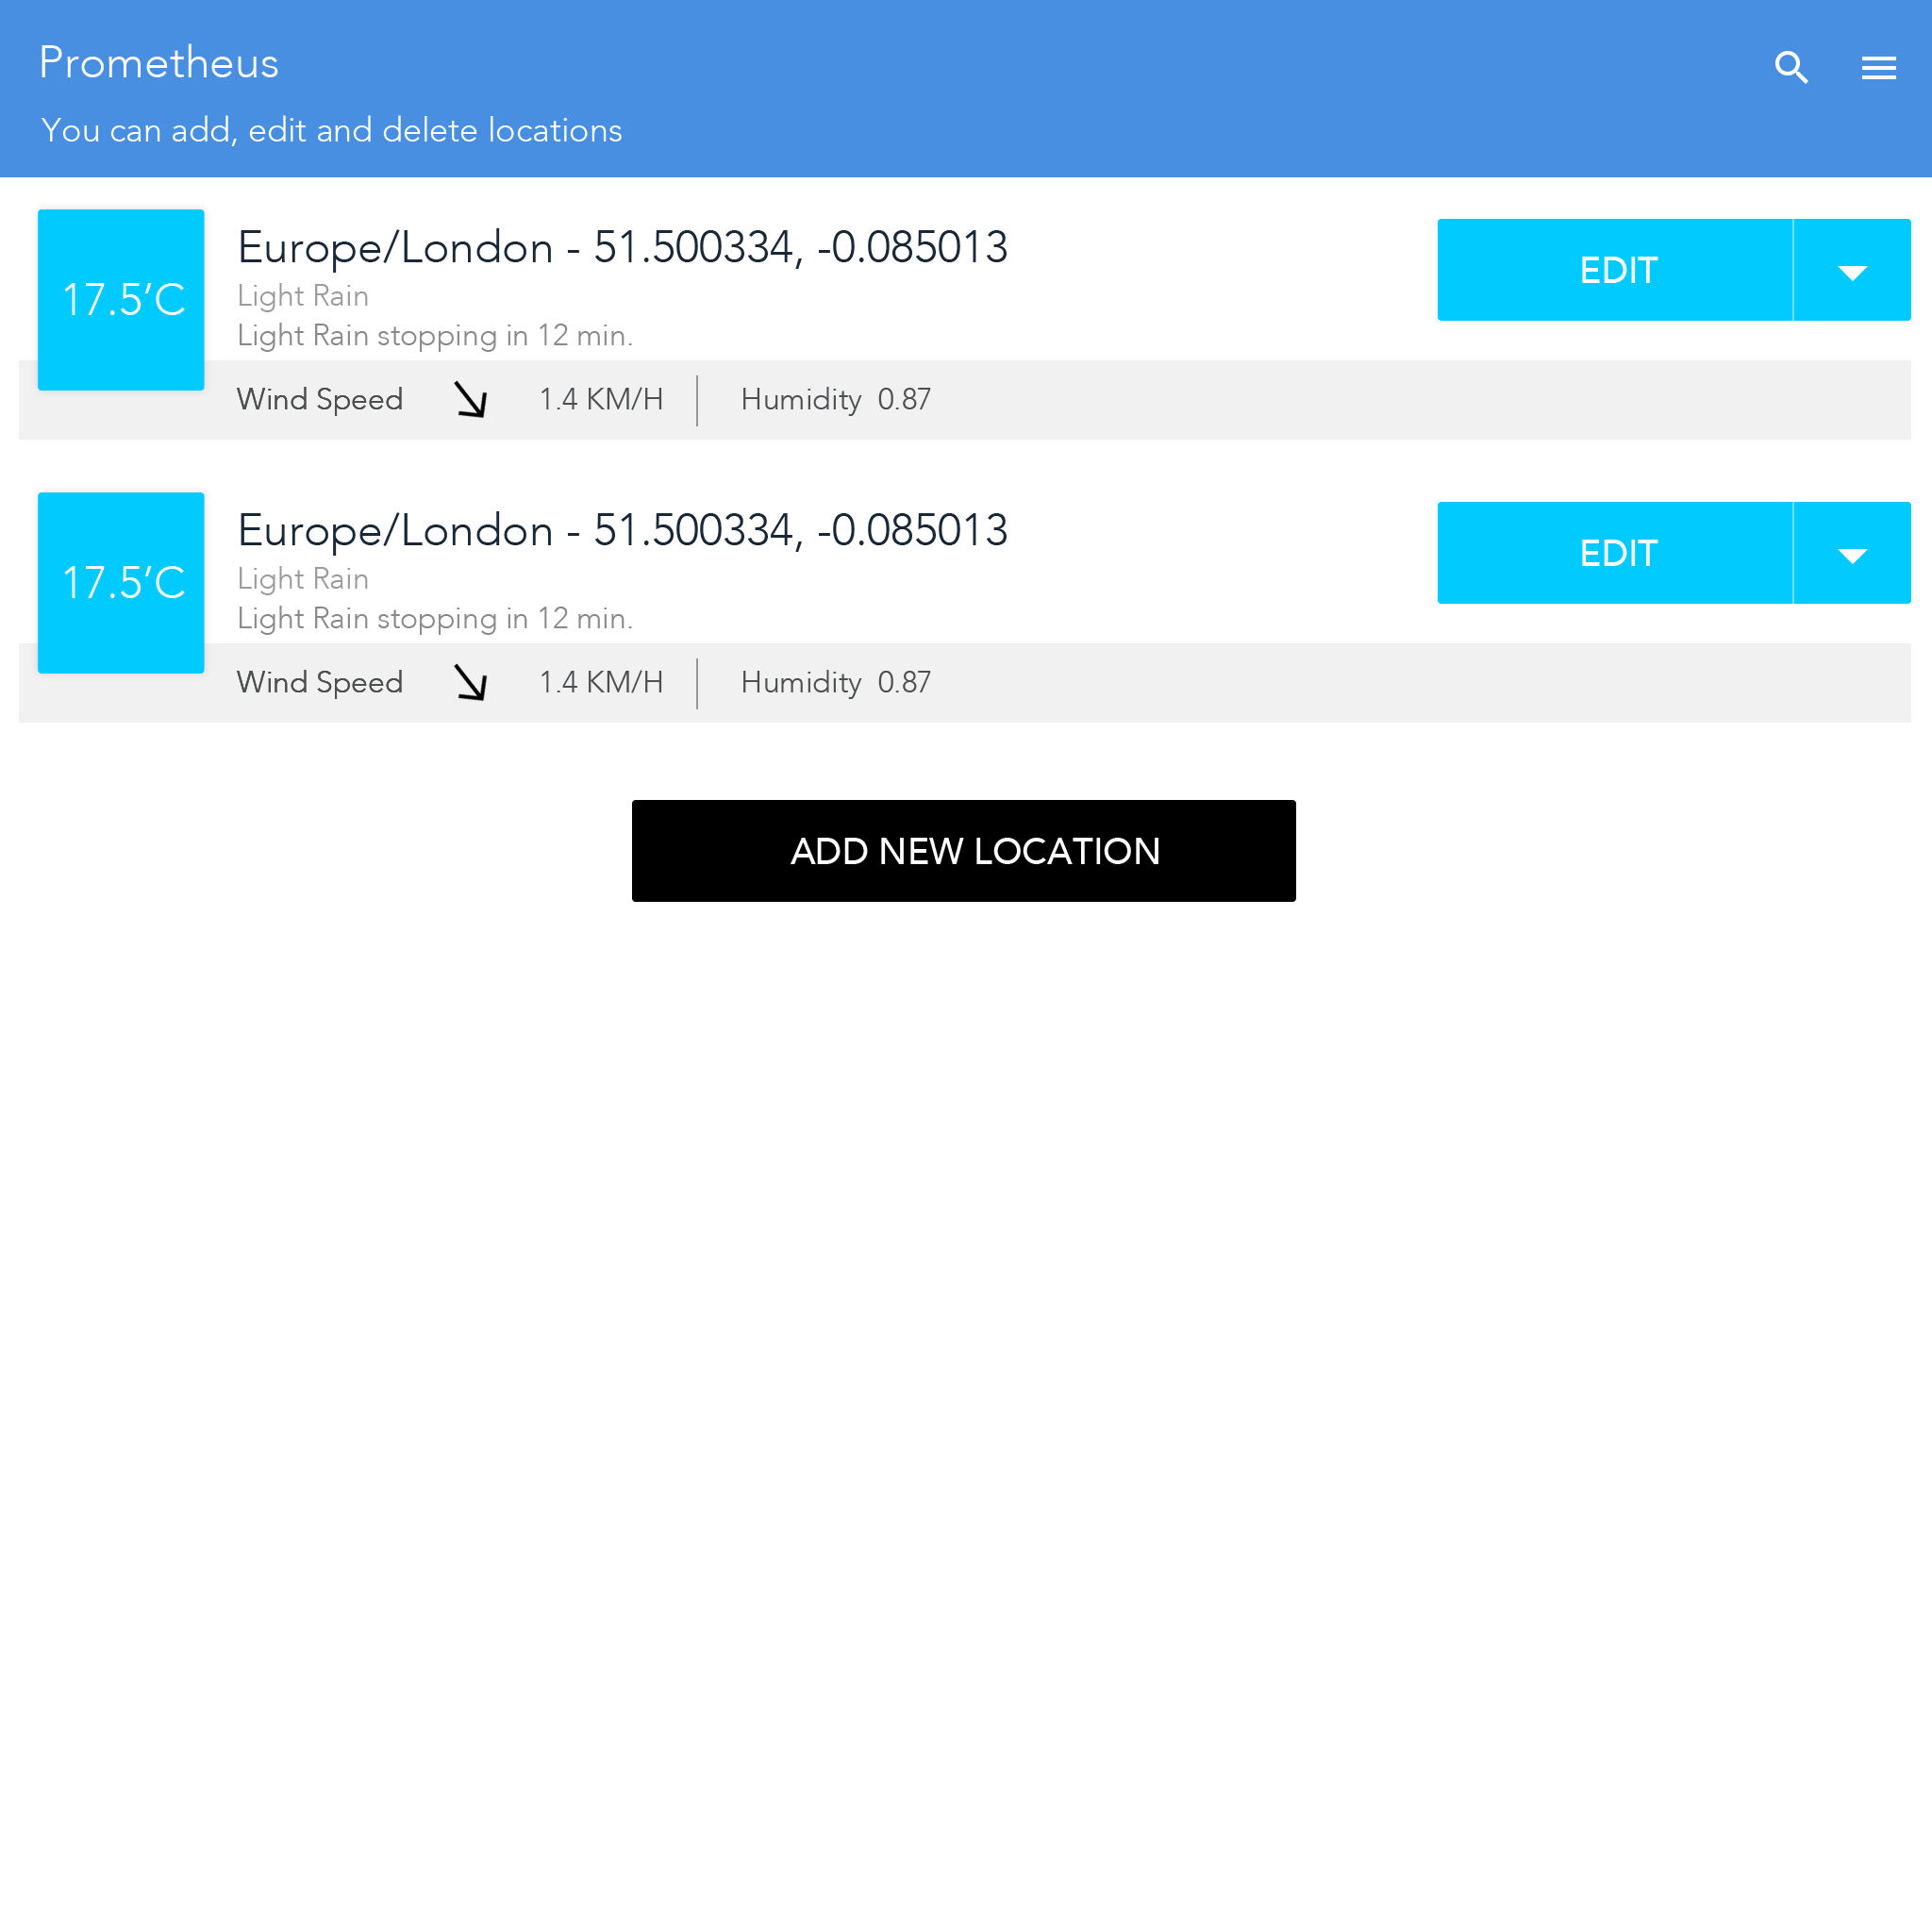 Prometheus
You can add, edit and delete locations
17.5’C
Europe/London - 51.500334, -0.085013
Light Rain
Light Rain stopping in 12 min.
EDIT
Wind Speed 1.4 KM/H Humidity 0.87
17.5’C
Europe/London - 51.500334, -0.085013
Light Rain
Light Rain stopping in 12 min.
EDIT
Wind Speed 1.4 KM/H Humidity 0.87
ADD NEW LOCATION